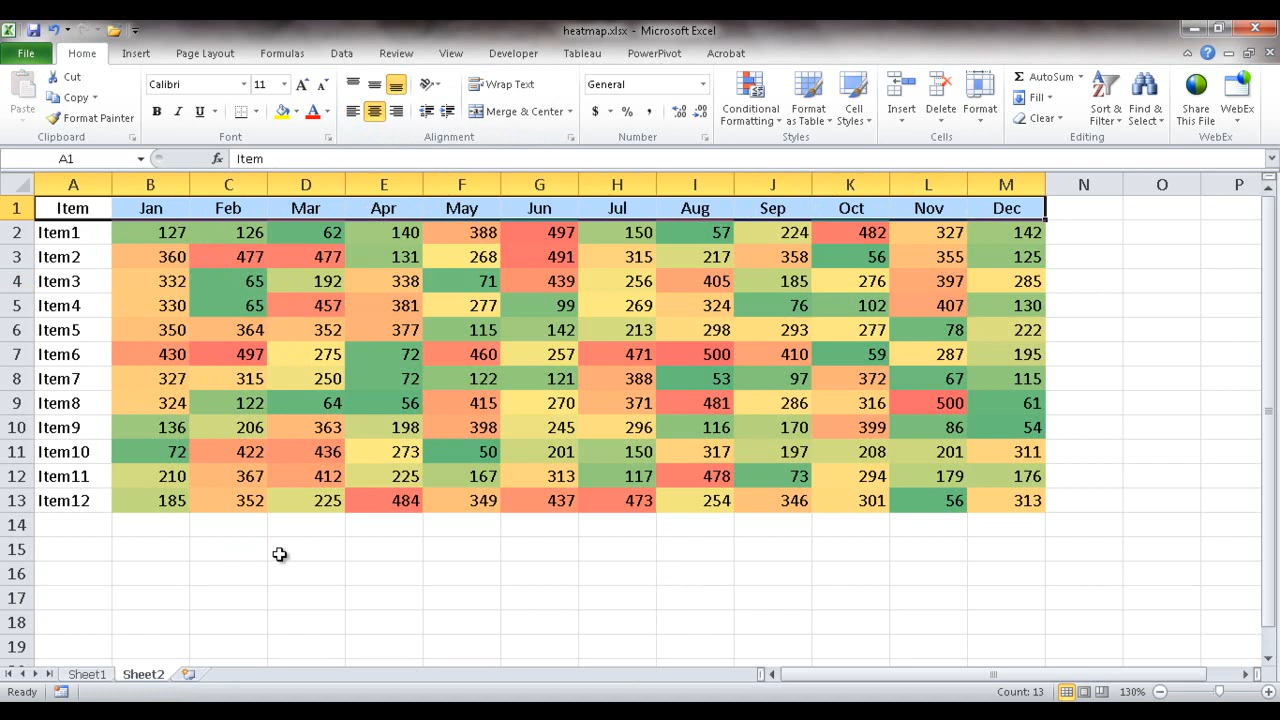 heatmap.xlsx - Microsoft Excel
File Home Insert Page Layout Formulas Data Review View Developer Tableau PowerPivot Acrobat
Paste
Cut
Copy
Format Painter
Clipboard
Calibri 11
B I U
Font
Wrap Text
Merge & Center
Alignment
General
$ % ,
Number
Conditional Formatting
Format as Table
Cell Styles
Styles
Insert
Delete
Format
Cells
AutoSum
Fill
Clear
Sort & Filter
Find & Select
Editing
Share This File
WebEx
WebEx
A1 fx Item
A B C D E F G H I J K L M N O P
1 Item Jan Feb Mar Apr May Jun Jul Aug Sep Oct Nov Dec
2 Item1 127 126 62 140 388 497 150 57 224 482 327 142
3 Item2 360 477 477 131 268 491 315 217 358 56 355 125
4 Item3 332 65 192 338 71 439 256 405 185 276 397 285
5 Item4 330 65 457 381 277 99 269 324 76 102 407 130
6 Item5 350 364 352 377 115 142 213 298 293 277 78 222
7 Item6 430 497 275 72 460 257 471 500 410 59 287 195
8 Item7 327 315 250 72 122 121 388 53 97 372 67 115
9 Item8 324 122 64 56 415 270 371 481 286 316 500 61
10 Item9 136 206 363 198 398 245 296 116 170 399 86 54
11 Item10 72 422 436 273 50 201 150 317 197 208 201 311
12 Item11 210 367 412 225 167 313 117 478 73 294 179 176
13 Item12 185 352 225 484 349 437 473 254 346 301 56 313
14
15
16
17
18
19
Sheet1 Sheet2
Ready Count: 13 130%